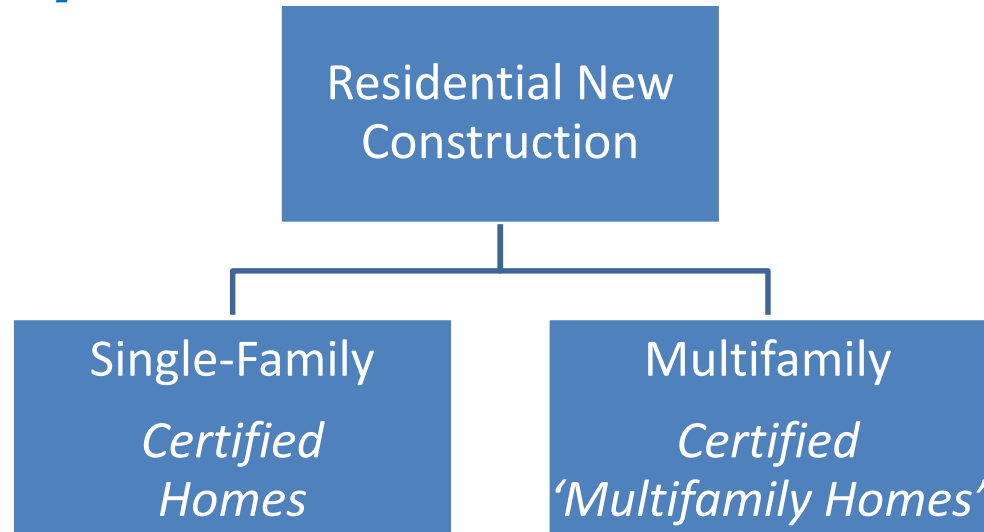 Residential New
Construction
Single-Family
Certified
Homes
Multifamily
Certified
‘Multifamily Homes’